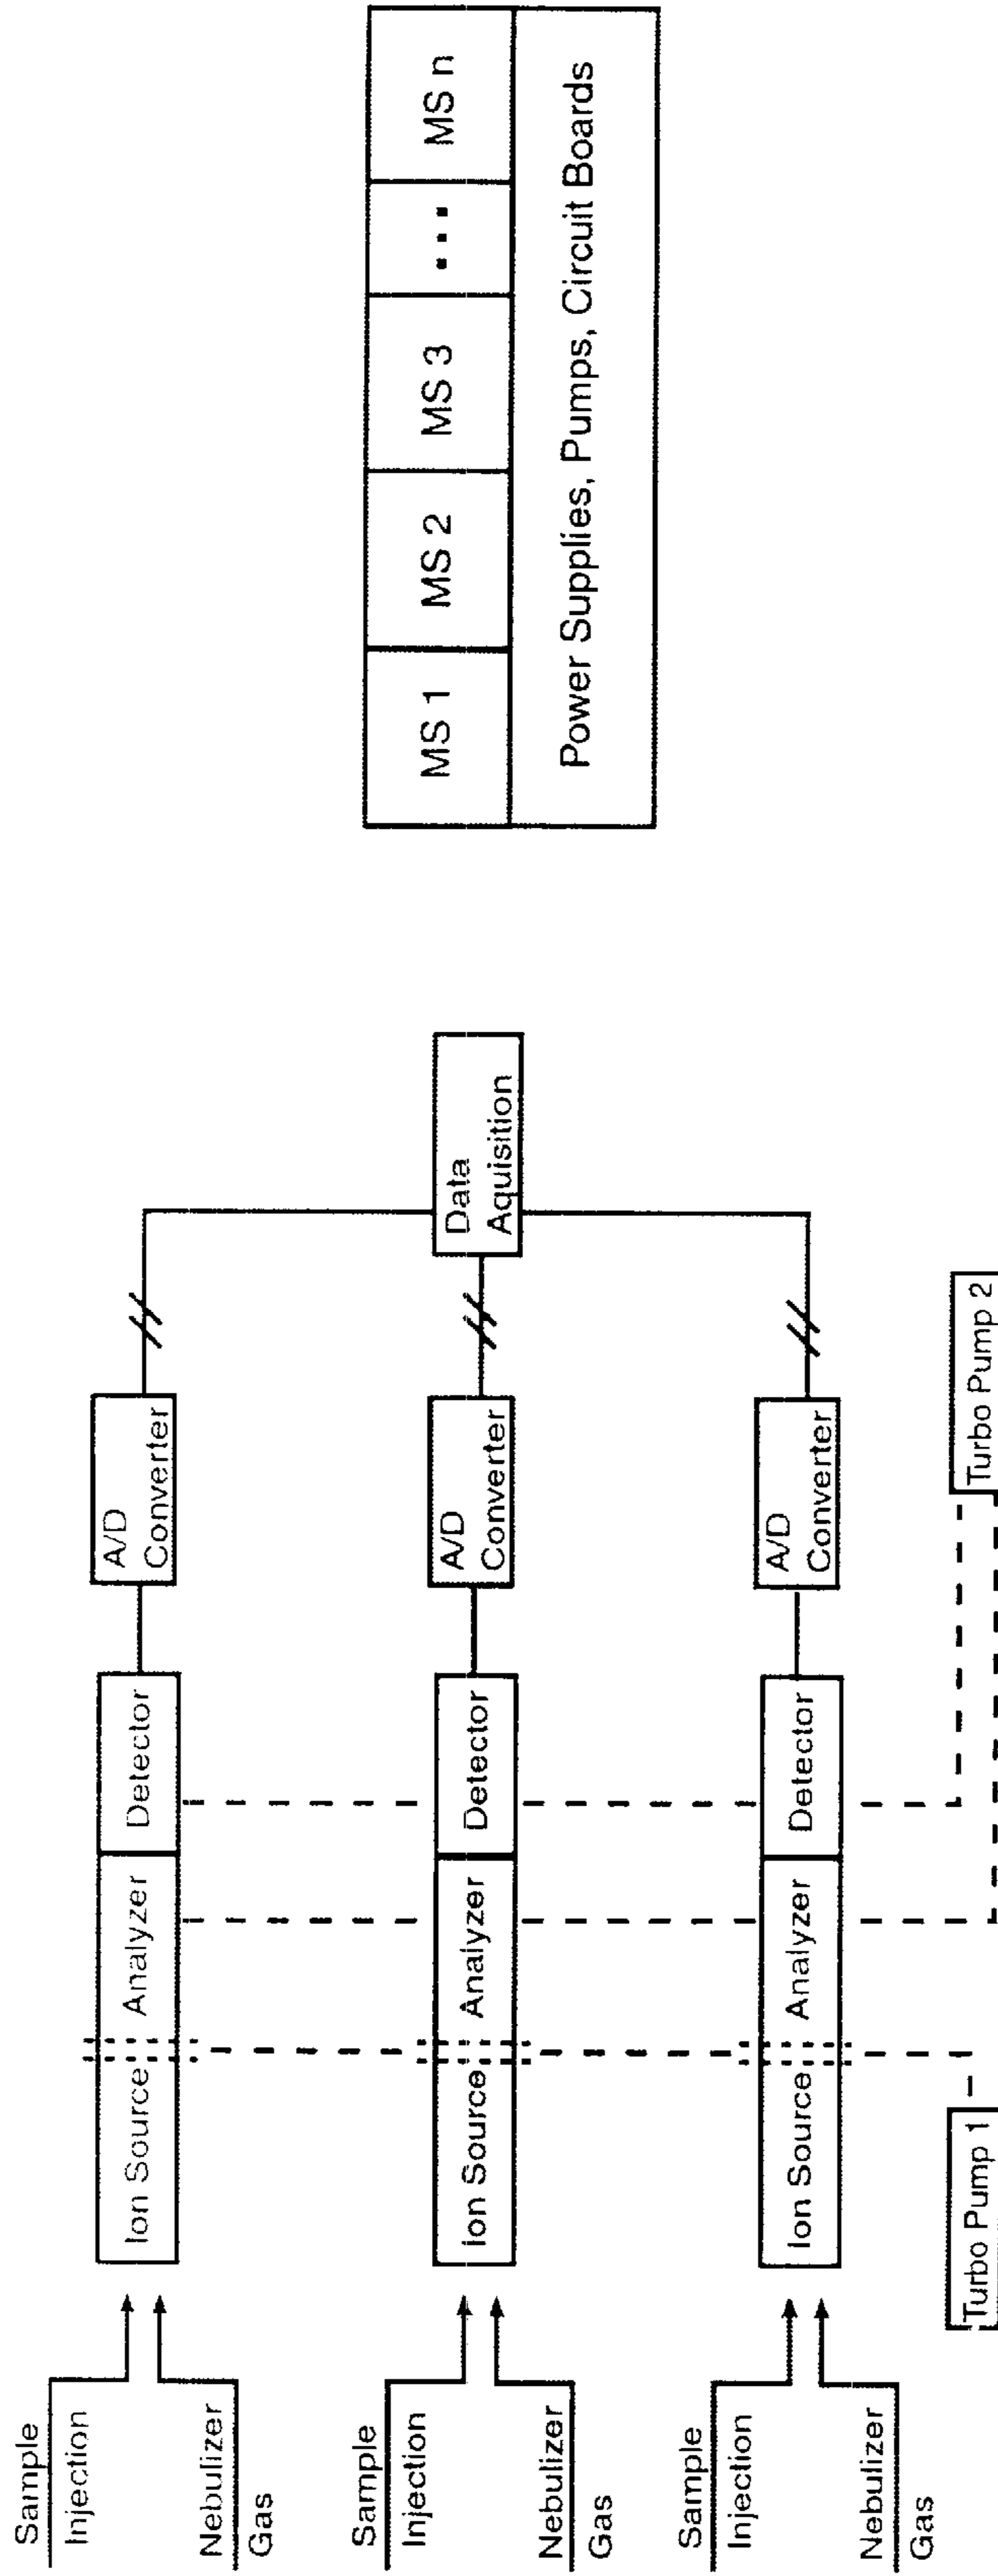 Sample
Injection
Nebulizer
Gas
Ion Source
Analyzer
Detector
A/D
Converter
Sample
Injection
Nebulizer
Gas
Ion Source
Analyzer
Detector
A/D
Converter
Data
Aquisition
Sample
Injection
Nebulizer
Gas
Ion Source
Analyzer
Detector
A/D
Converter
Turbo Pump 1
Turbo Pump 2
MS 1
MS 2
MS 3
...
MS n
Power Supplies, Pumps, Circuit Boards